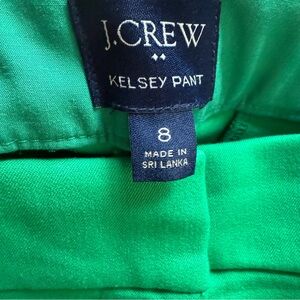 J.CREW
KELSEY PANT
8
MADE IN
SRI LANKA